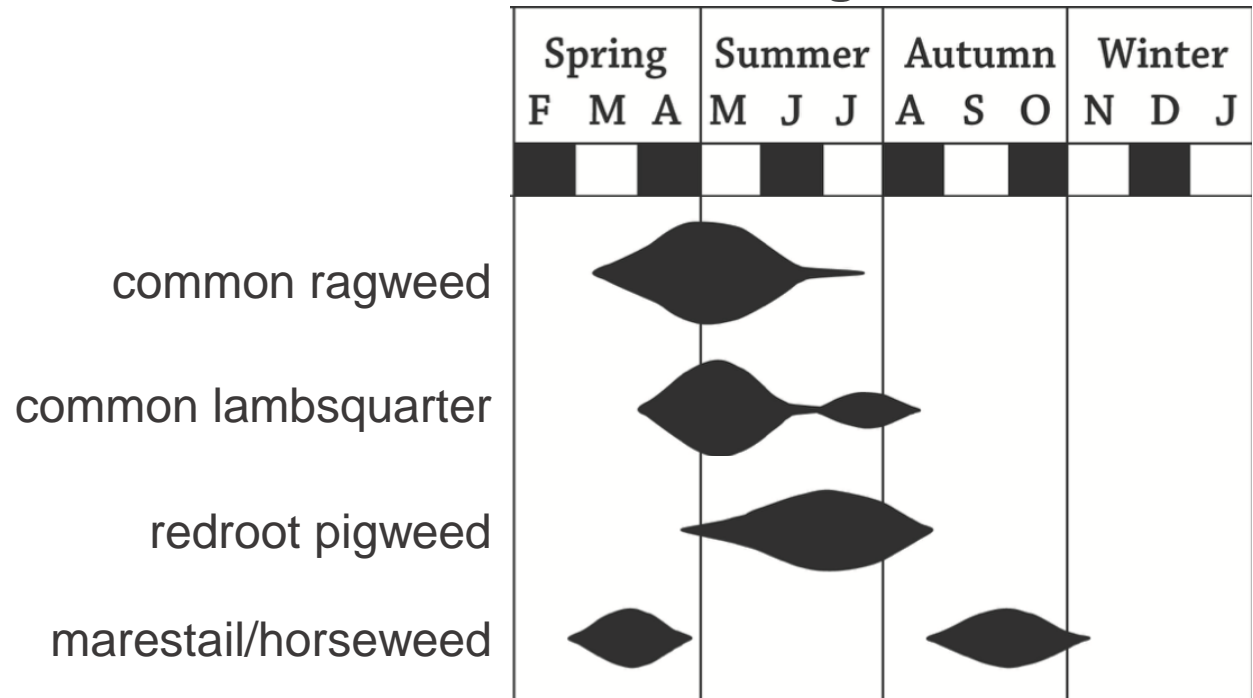 Spring Summer Autumn Winter
F M A M J J A S O N D J
common ragweed
common lambsquarter
redroot pigweed
marestail/horseweed